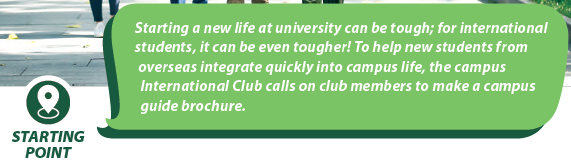 Starting a new life at university can be tough; for international
students, it can be even tougher! To help new students from
overseas integrate quickly into campus life, the campus
International Club calls on club members to make a campus
guide brochure.
STARTING
POINT